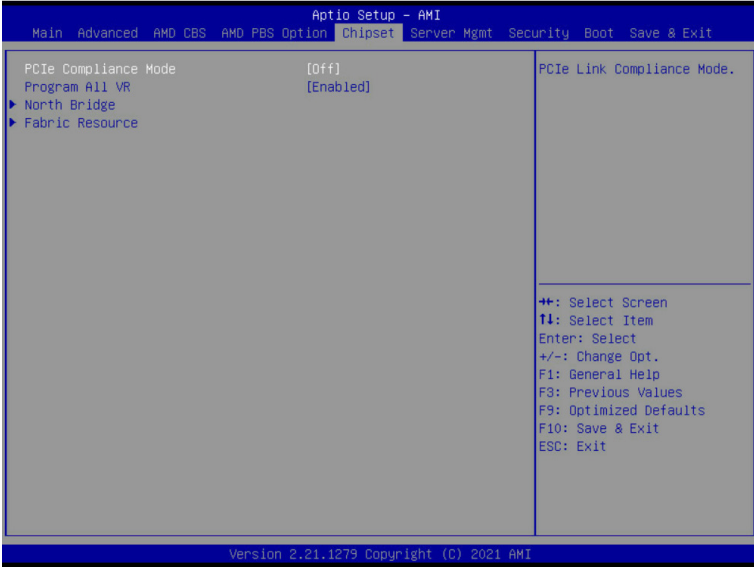 Aptio Setup – AMI
Main Advanced AMD CBS AMD PBS Option Chipset Server Mgmt Security Boot Save & Exit
PCIe Compliance Mode [Off]
Program All VR [Enabled]
▶ North Bridge
▶ Fabric Resource
PCIe Link Compliance Mode.
→←: Select Screen
↑↓: Select Item
Enter: Select
+/-: Change Opt.
F1: General Help
F3: Previous Values
F9: Optimized Defaults
F10: Save & Exit
ESC: Exit
Version 2.21.1279 Copyright (C) 2021 AMI